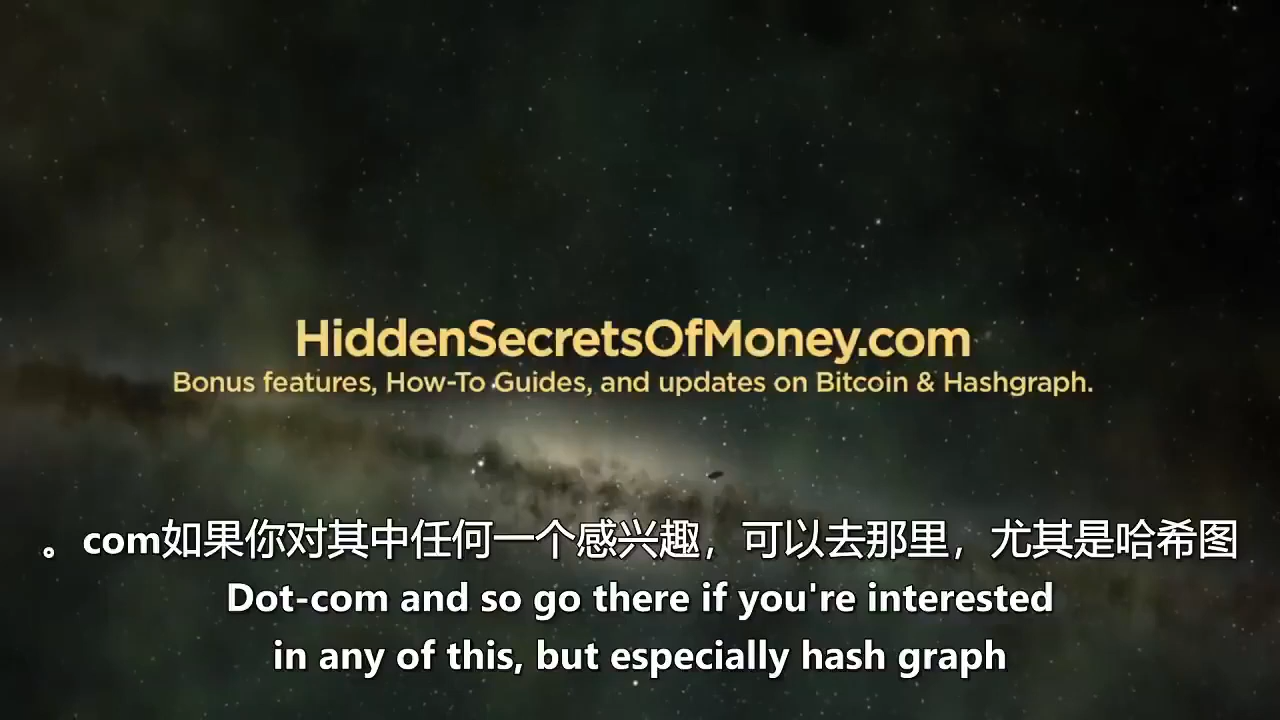 HiddenSecretsOfMoney.com
Bonus features, How-To Guides, and updates on Bitcoin & Hashgraph.
。com如果你对其中任何一个感兴趣，可以去那里，尤其是哈希图
Dot-com and so go there if you're interested
in any of this, but especially hash graph